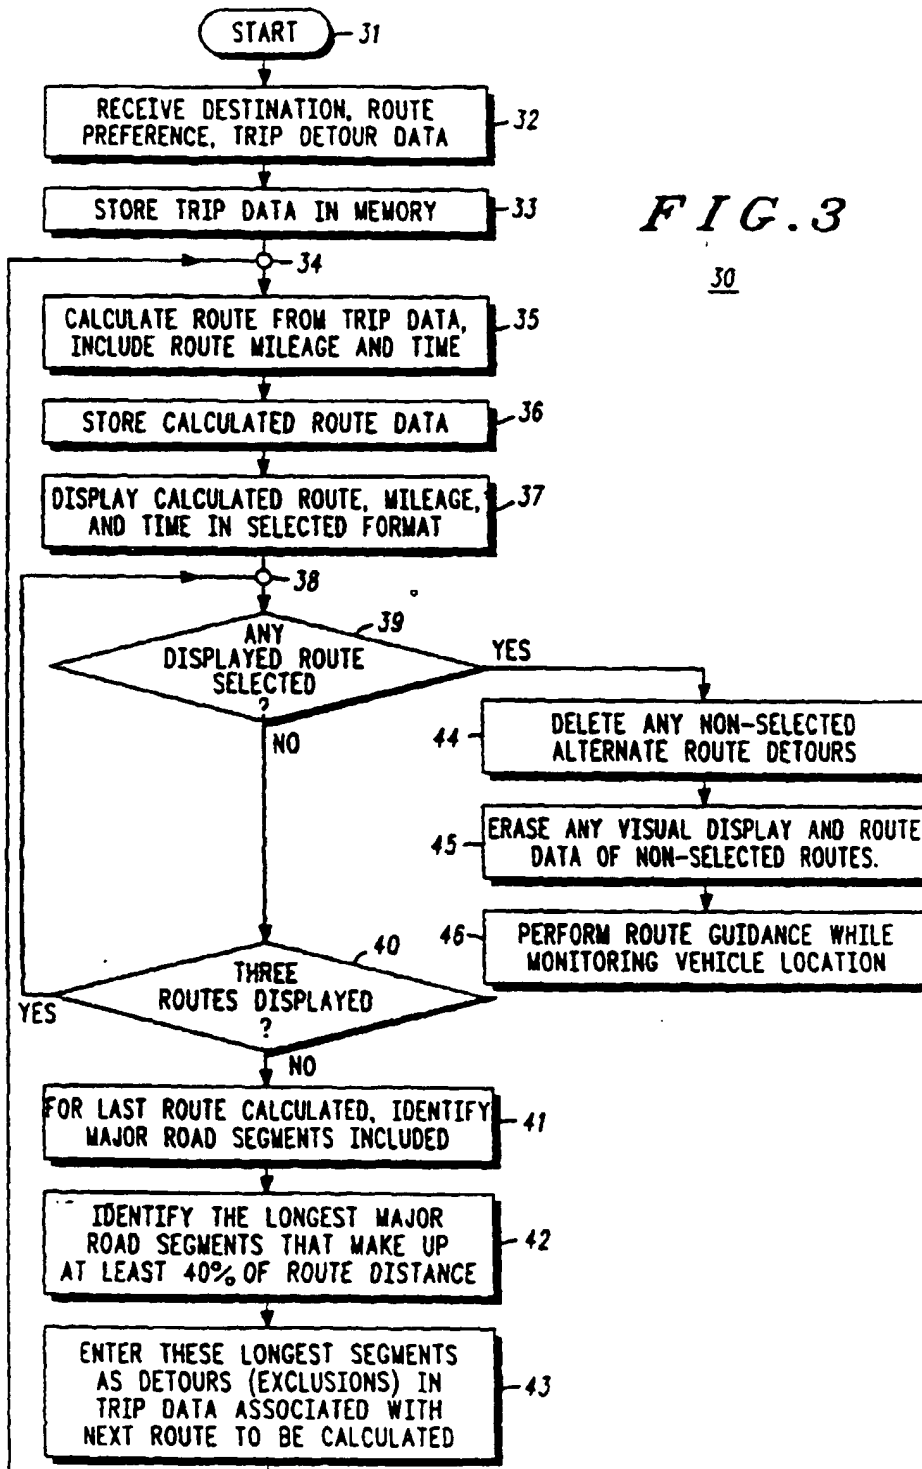 START
31
RECEIVE DESTINATION, ROUTE
PREFERENCE, TRIP DETOUR DATA
32
STORE TRIP DATA IN MEMORY
33
FIG.3
30
34
CALCULATE ROUTE FROM TRIP DATA,
INCLUDE ROUTE MILEAGE AND TIME
35
STORE CALCULATED ROUTE DATA
36
DISPLAY CALCULATED ROUTE, MILEAGE,
AND TIME IN SELECTED FORMAT
37
38
39
ANY
DISPLAYED ROUTE
SELECTED
?
YES
NO
44
DELETE ANY NON-SELECTED
ALTERNATE ROUTE DETOURS
45
ERASE ANY VISUAL DISPLAY AND ROUTE
DATA OF NON-SELECTED ROUTES.
46
PERFORM ROUTE GUIDANCE WHILE
MONITORING VEHICLE LOCATION
40
THREE
ROUTES DISPLAYED
?
YES
NO
FOR LAST ROUTE CALCULATED, IDENTIFY
MAJOR ROAD SEGMENTS INCLUDED
41
IDENTIFY THE LONGEST MAJOR
ROAD SEGMENTS THAT MAKE UP
AT LEAST 40% OF ROUTE DISTANCE
42
ENTER THESE LONGEST SEGMENTS
AS DETOURS (EXCLUSIONS) IN
TRIP DATA ASSOCIATED WITH
NEXT ROUTE TO BE CALCULATED
43